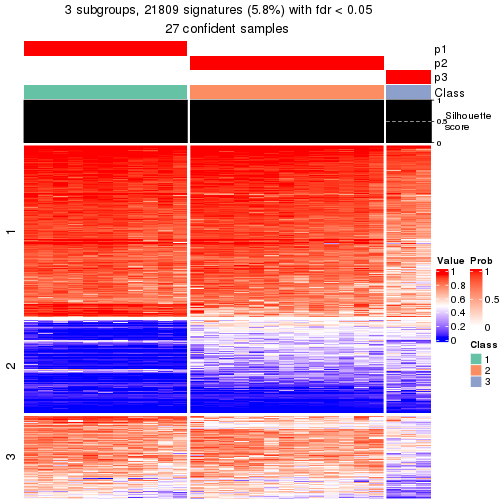 3 subgroups, 21809 signatures (5.8%) with fdr < 0.05
27 confident samples
p1
p2
p3
Class
1
0.5
0
Silhouette
score
1
2
3
Value
1
0.8
0.6
0.4
0.2
0
Prob
1
0.5
0
Class
1
2
3